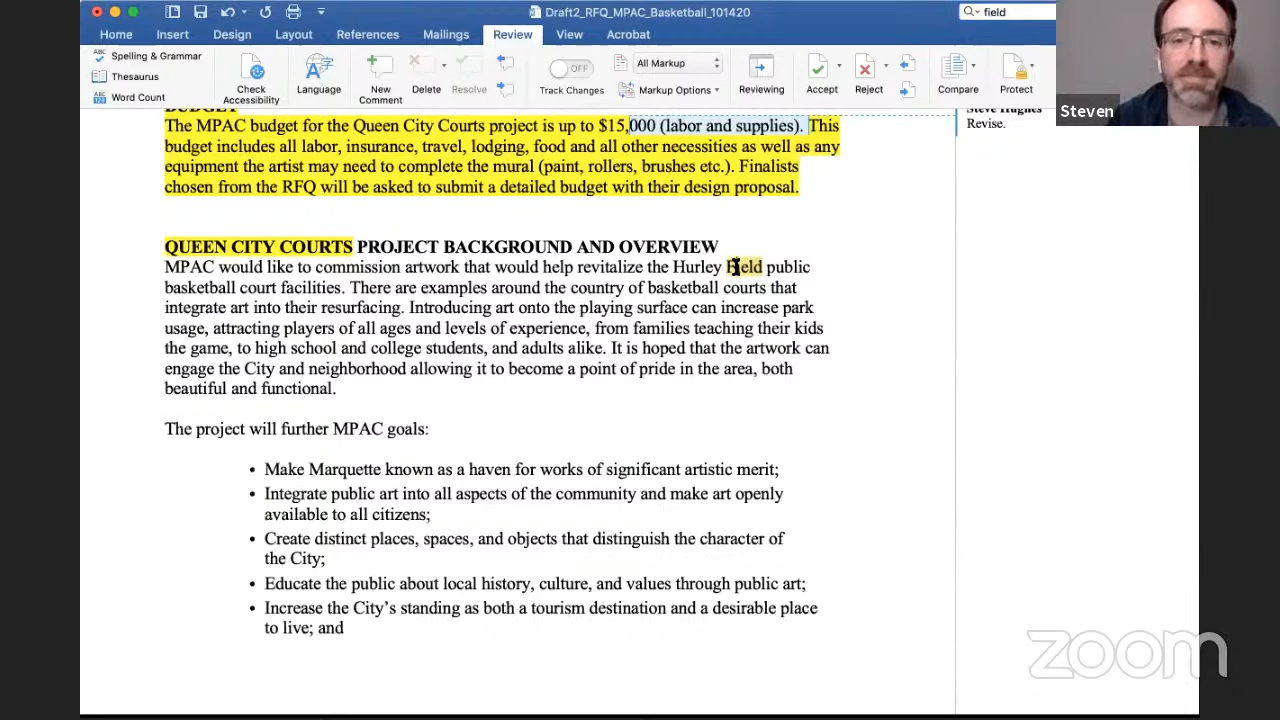 Draft2_RFQ_MPAC_Basketball_101420
field
Home Insert Design Layout References Mailings Review View Acrobat
ABC Spelling & Grammar
Thesaurus
ABC 123 Word Count
Check Accessibility
Language
New Comment
Delete
Resolve
OFF
Track Changes
All Markup
Markup Options
Reviewing
Accept
Reject
Compare
Protect
Steven
Steve Hughes
Revise.
BUDGET
The MPAC budget for the Queen City Courts project is up to $15,000 (labor and supplies). This
budget includes all labor, insurance, travel, lodging, food and all other necessities as well as any
equipment the artist may need to complete the mural (paint, rollers, brushes etc.). Finalists
chosen from the RFQ will be asked to submit a detailed budget with their design proposal.
QUEEN CITY COURTS PROJECT BACKGROUND AND OVERVIEW
MPAC would like to commission artwork that would help revitalize the Hurley Field public
basketball court facilities. There are examples around the country of basketball courts that
integrate art into their resurfacing. Introducing art onto the playing surface can increase park
usage, attracting players of all ages and levels of experience, from families teaching their kids
the game, to high school and college students, and adults alike. It is hoped that the artwork can
engage the City and neighborhood allowing it to become a point of pride in the area, both
beautiful and functional.
The project will further MPAC goals:
• Make Marquette known as a haven for works of significant artistic merit;
• Integrate public art into all aspects of the community and make art openly
available to all citizens;
• Create distinct places, spaces, and objects that distinguish the character of
the City;
• Educate the public about local history, culture, and values through public art;
• Increase the City’s standing as both a tourism destination and a desirable place
to live; and
zoom